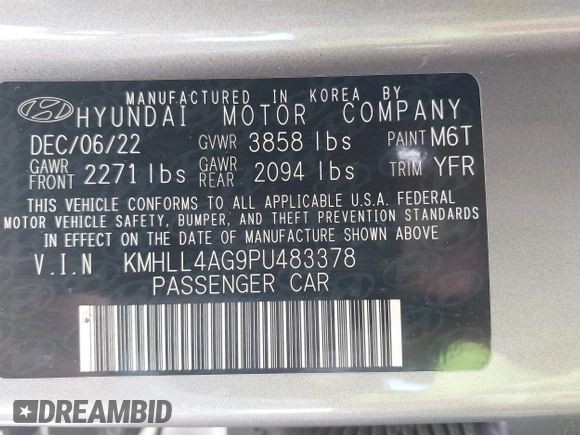 MANUFACTURED IN KOREA BY
HYUNDAI MOTOR COMPANY
DEC/06/22 GVWR 3858 lbs PAINT M6T
GAWR FRONT 2271 lbs GAWR REAR 2094 lbs TRIM YFR
THIS VEHICLE CONFORMS TO ALL APPLICABLE U.S.A. FEDERAL
MOTOR VEHICLE SAFETY, BUMPER, AND THEFT PREVENTION STANDARDS
IN EFFECT ON THE DATE OF MANUFACTURE SHOWN ABOVE
V.I.N KMHLL4AG9PU483378
PASSENGER CAR
DREAMBID